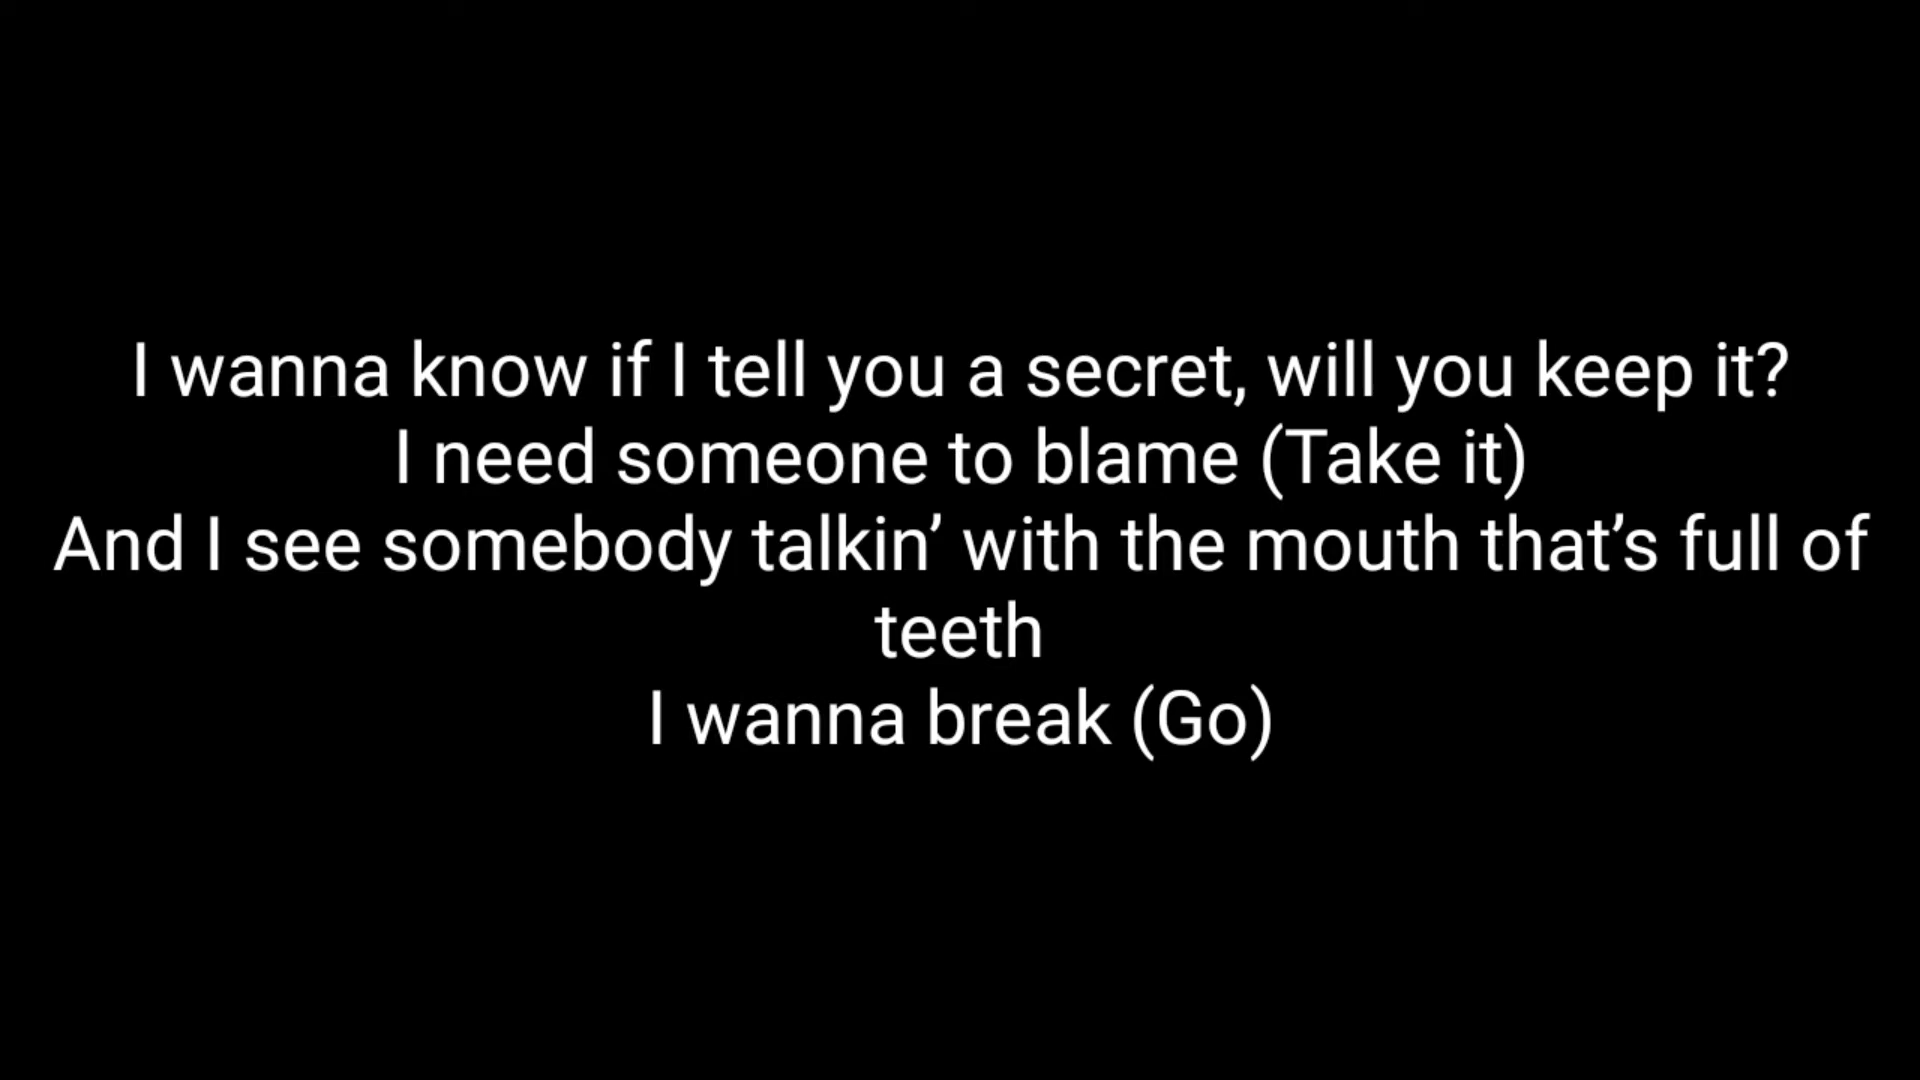 I wanna know if I tell you a secret, will you keep it?
I need someone to blame (Take it)
And I see somebody talkin’ with the mouth that’s full of
teeth
I wanna break (Go)